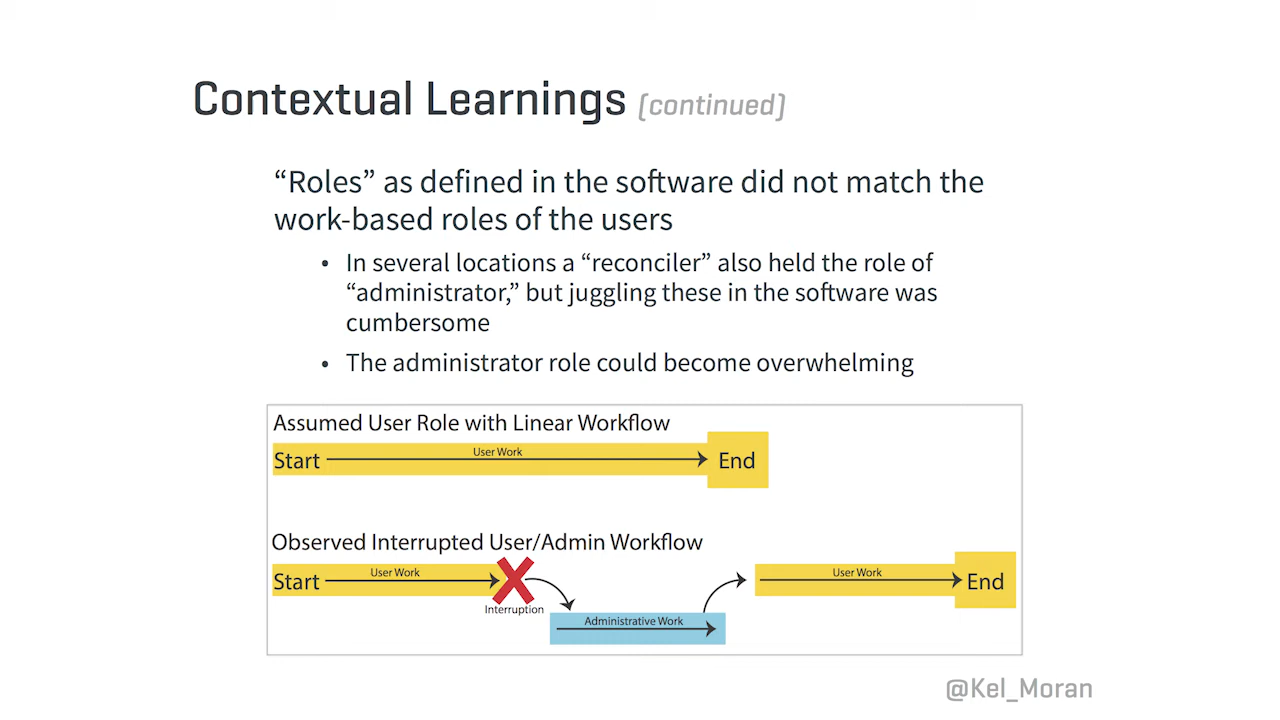 Contextual Learnings (continued)
“Roles” as defined in the software did not match the
work-based roles of the users
• In several locations a “reconciler” also held the role of
“administrator,” but juggling these in the software was
cumbersome
• The administrator role could become overwhelming
Assumed User Role with Linear Workflow
Start User Work End
Observed Interrupted User/Admin Workflow
Start User Work User Work End
Interruption
Administrative Work
@Kel_Moran